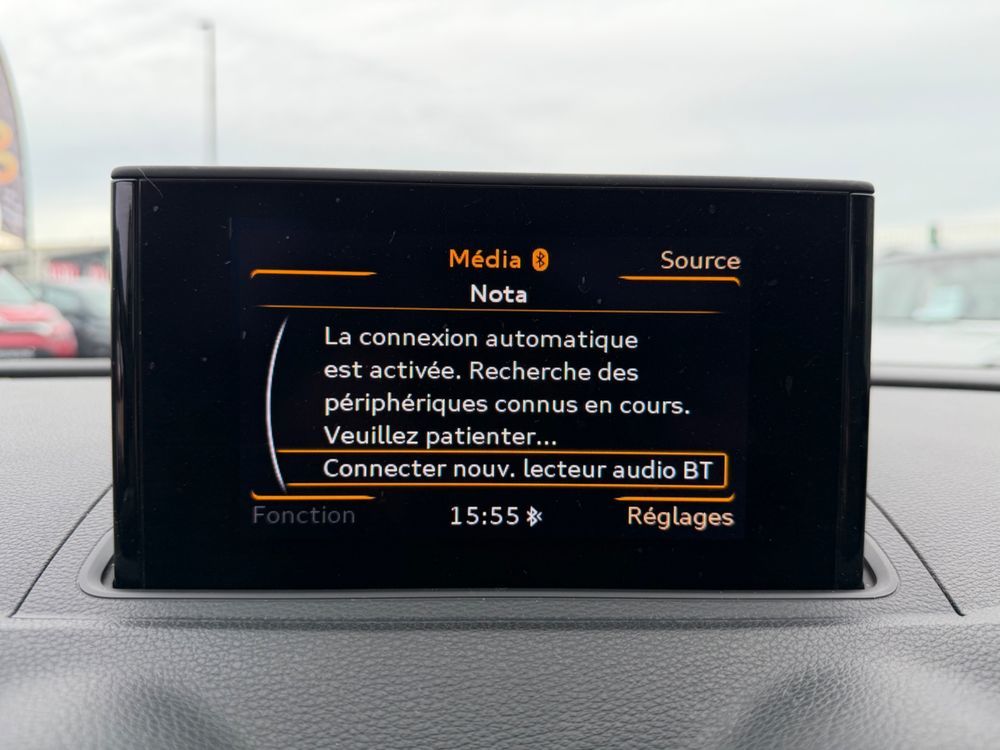 Média
Source
Nota
La connexion automatique
est activée. Recherche des
périphériques connus en cours.
Veuillez patienter...
Connecter nouv. lecteur audio BT
Fonction
15:55
Réglages